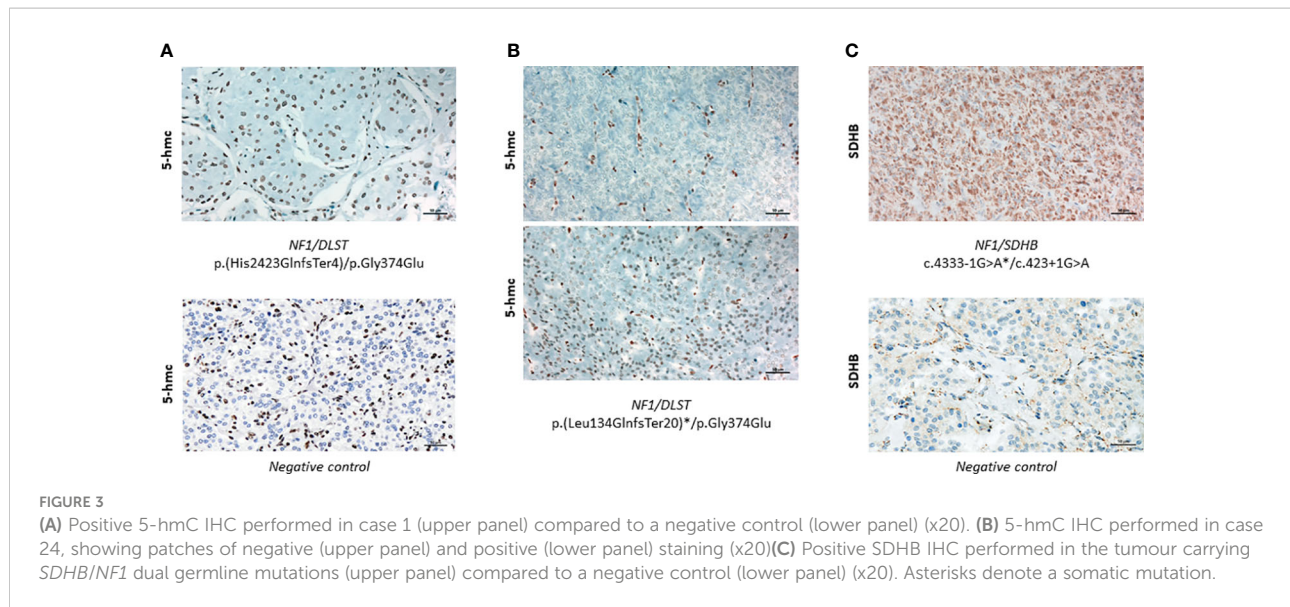 (A)
5-hmc
NF1/DLST
p.(His2423GlnfsTer4)/p.Gly374Glu
5-hmc
Negative control
(B)
5-hmc
5-hmc
NF1/DLST
p.(Leu134GlnfsTer20)*/p.Gly374Glu
(C)
SDHB
NF1/SDHB
c.4333-1G>A*/c.423+1G>A
SDHB
Negative control
FIGURE 3
(A) Positive 5-hmC IHC performed in case 1 (upper panel) compared to a negative control (lower panel) (x20). (B) 5-hmC IHC performed in case
24, showing patches of negative (upper panel) and positive (lower panel) staining (x20)(C) Positive SDHB IHC performed in the tumour carrying
SDHB/NF1 dual germline mutations (upper panel) compared to a negative control (lower panel) (x20). Asterisks denote a somatic mutation.